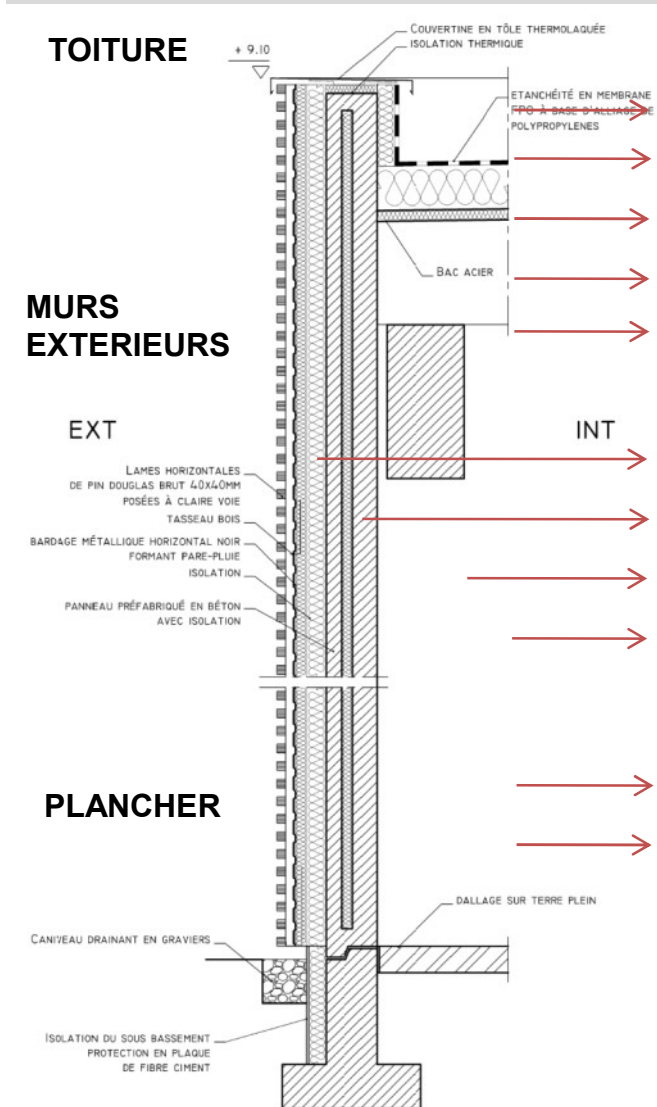 TOITURE
+ 9.10
COUVERTINE EN TÔLE THERMOLAQUÉE
ISOLATION THERMIQUE
ETANCHÉITÉ EN MEMBRANE
FPO À BASE D'ALLIAGE DE
POLYPROPYLENES
BAC ACIER
MURS
EXTERIEURS
EXT
INT
LAMES HORIZONTALES
DE PIN DOUGLAS BRUT 40X40MM
POSÉES À CLAIRE VOIE
TASSEAU BOIS
BARDAGE MÉTALLIQUE HORIZONTAL NOIR
FORMANT PARE-PLUIE
ISOLATION
PANNEAU PRÉFABRIQUÉ EN BÉTON
AVEC ISOLATION
PLANCHER
DALLAGE SUR TERRE PLEIN
CANIVEAU DRAINANT EN GRAVIERS
ISOLATION DU SOUS BASSEMENT
PROTECTION EN PLAQUE
DE FIBRE CIMENT